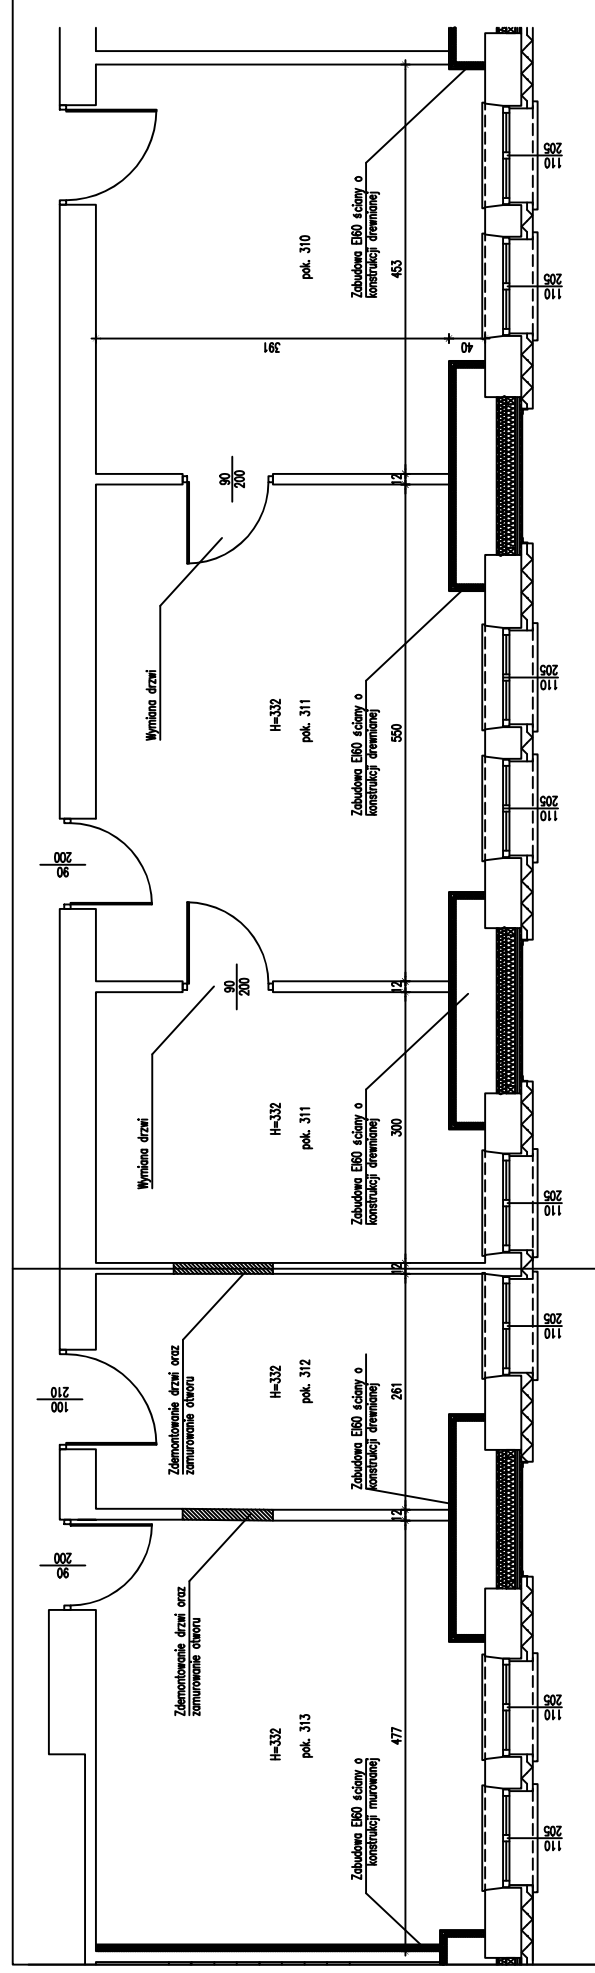 pok. 310
Zabudowa EI60 ściany o
konstrukcji drewnianej
453
391
40
205
110
205
110
90
200
12
Wymiana drzwi
H=332
pok. 311
Zabudowa EI60 ściany o
konstrukcji drewnianej
550
205
110
205
110
90
200
90
200
12
Wymiana drzwi
H=332
pok. 311
Zabudowa EI60 ściany o
konstrukcji drewnianej
300
205
110
12
Zdemontowanie drzwi oraz
zamurowanie otworu
H=332
pok. 312
Zabudowa EI60 ściany o
konstrukcji drewnianej
261
205
110
100
210
12
90
200
Zdemontowanie drzwi oraz
zamurowanie otworu
H=332
pok. 313
477
Zabudowa EI60 ściany o
konstrukcji murowanej
205
110
205
110